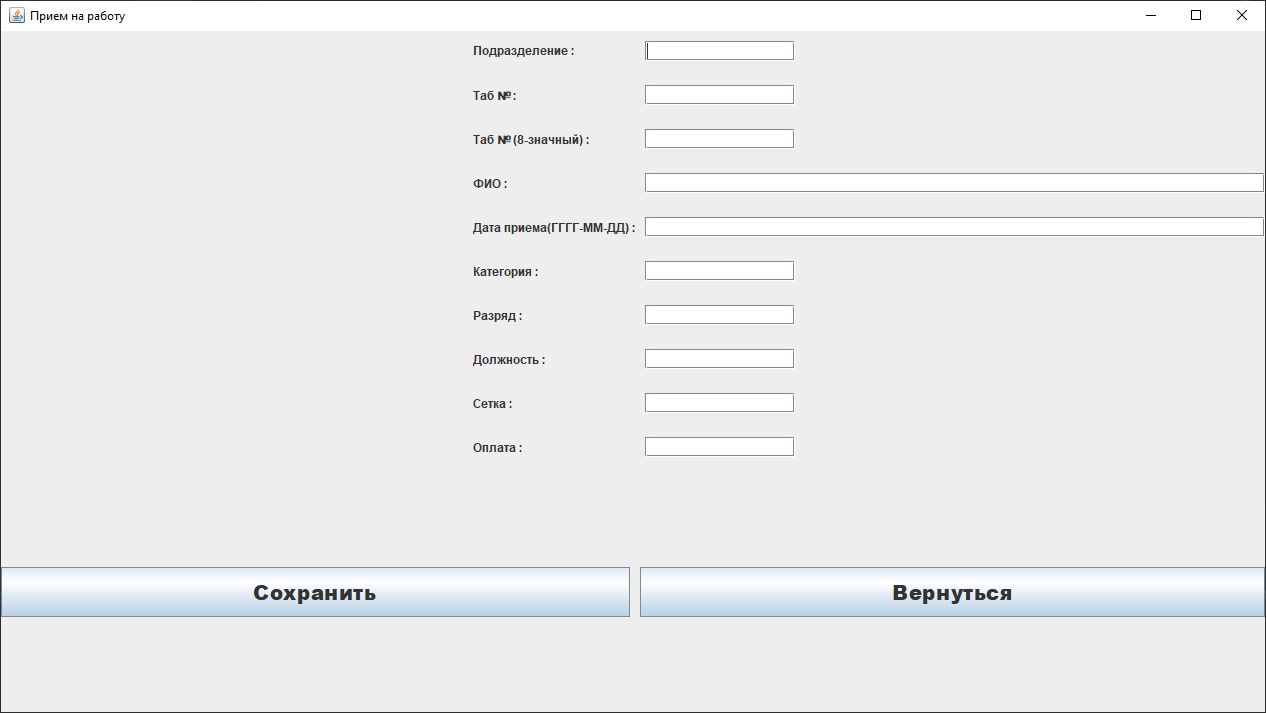 Прием на работу
Подразделение :
Таб №:
Таб №(8-значный) :
ФИО :
Дата приема(ГГГГ-ММ-ДД) :
Категория :
Разряд :
Должность :
Сетка :
Оплата :
Сохранить
Вернуться